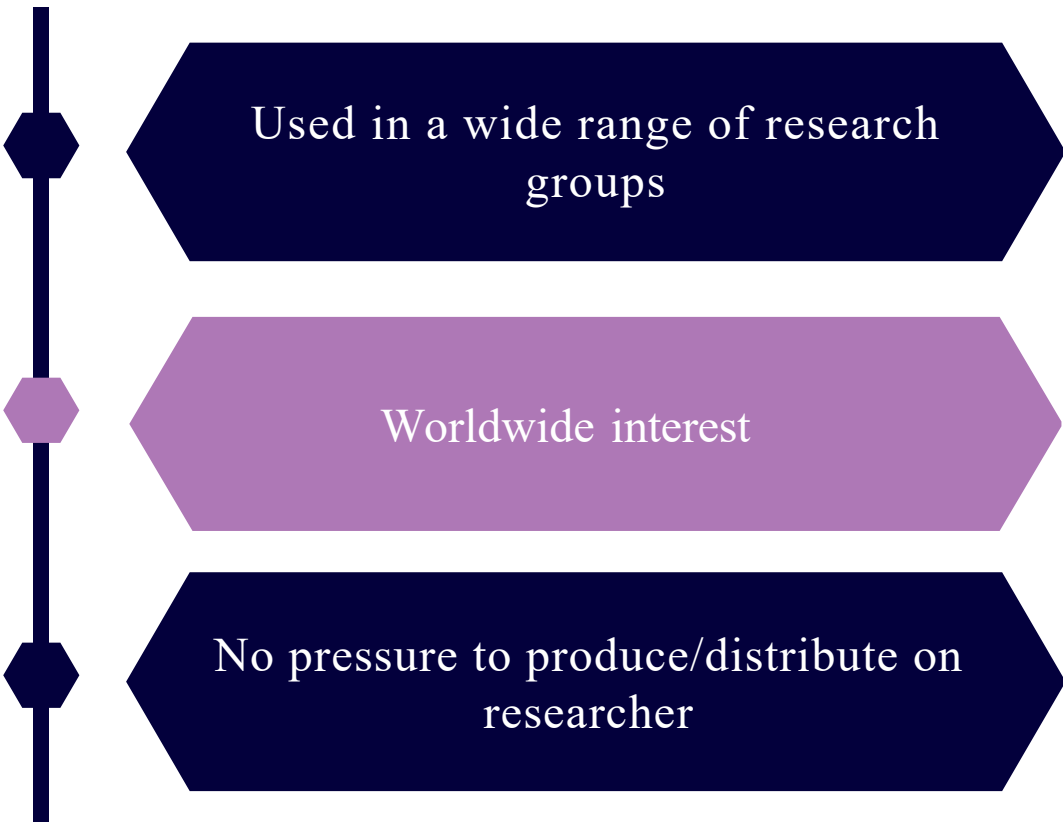 Used in a wide range of research
groups
Worldwide interest
No pressure to produce/distribute on
researcher